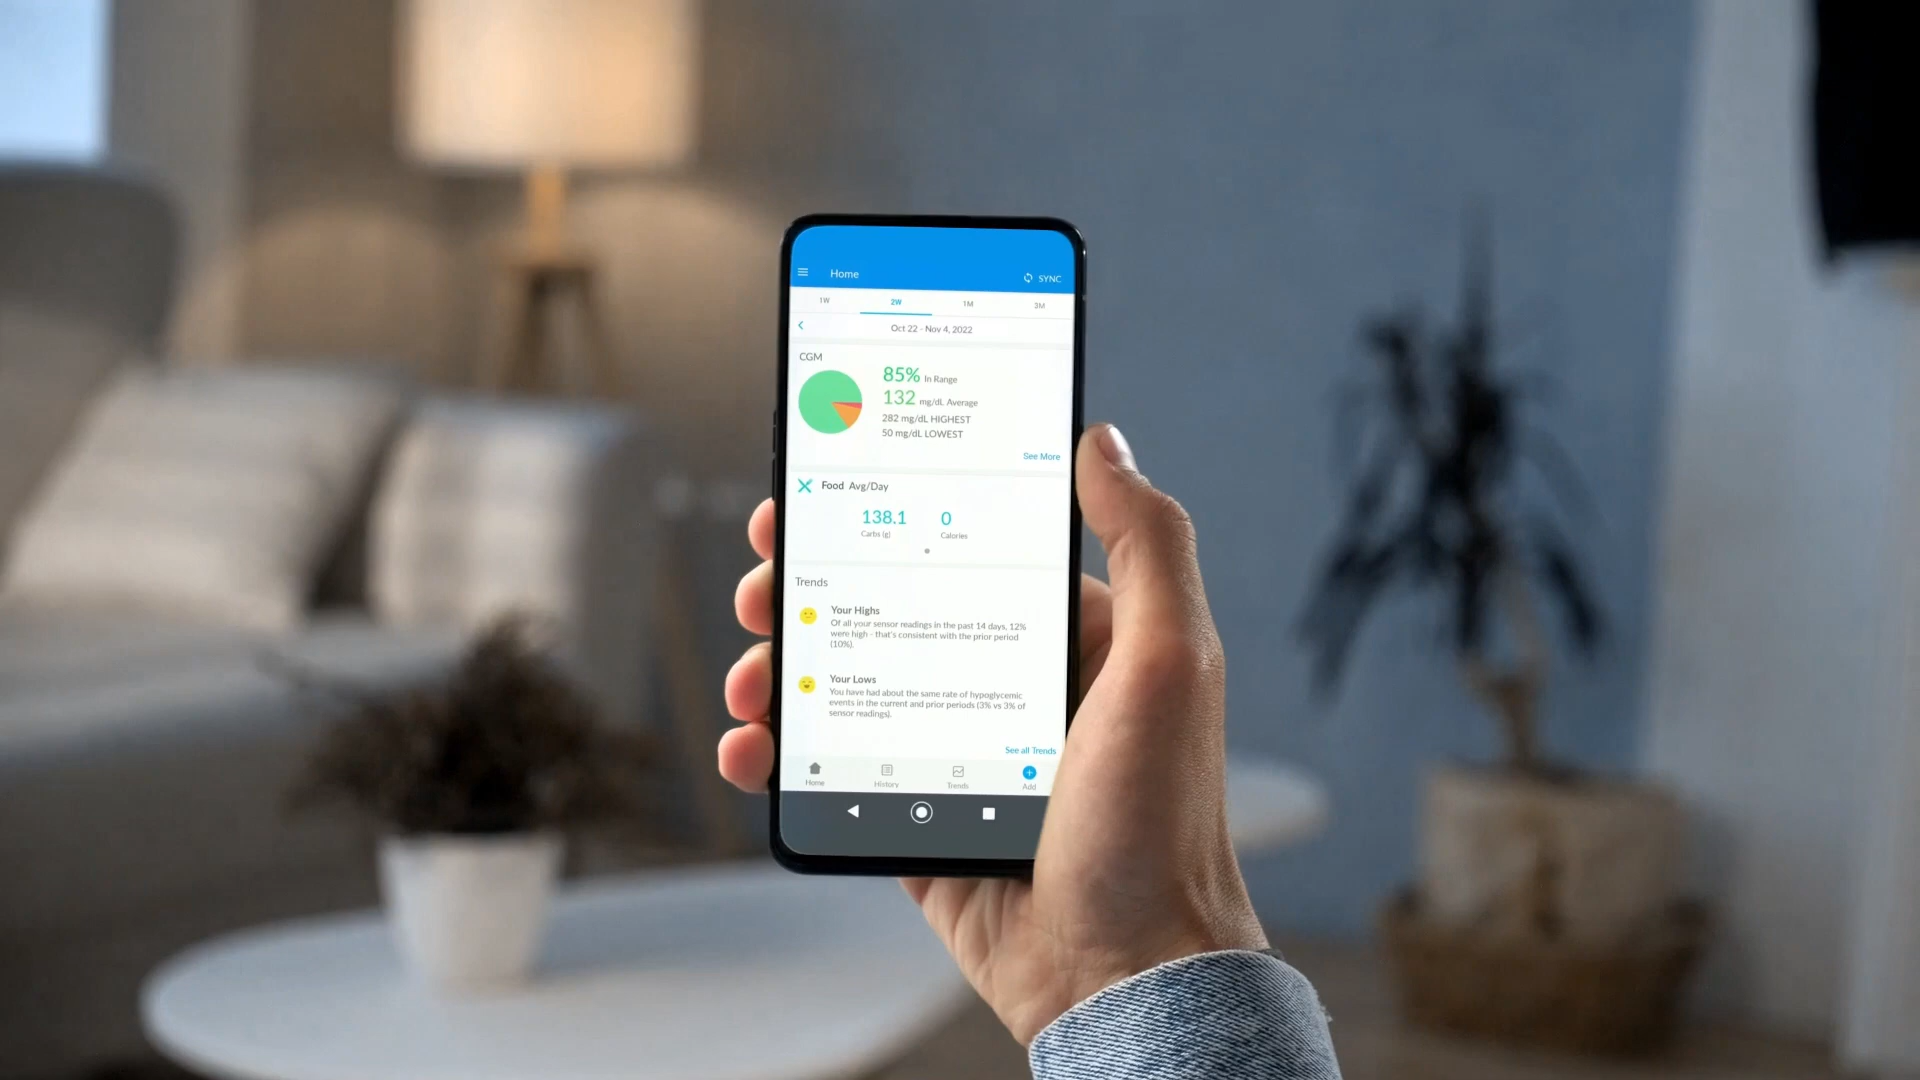 Home
SYNC
1W 2W 1M 3M
Oct 22 - Nov 4, 2022
CGM
85% In Range
132 mg/dL Average
282 mg/dL HIGHEST
50 mg/dL LOWEST
See More
Food Avg/Day
138.1 0
Carbs (g) Calories
Trends
Your Highs
Of all your sensor readings in the past 14 days, 12%
were high - that's consistent with the prior period
(10%).
Your Lows
You have had about the same rate of hypoglycemic
events in the current and prior periods (3% vs 3% of
sensor readings).
See all Trends
Home History Trends Add